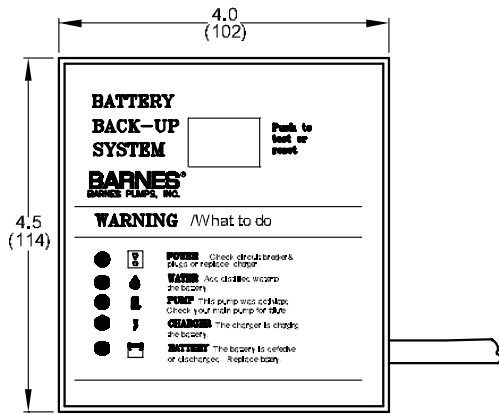 4.0
(102)
4.5
(114)
BATTERY
BACK-UP
SYSTEM
Push to
test or
reset
BARNES®
BARNES PUMPS, INC.
WARNING /What to do
POWER Check circuit breaker &
plugs or replace charger
WATER Add distilled water to
the battery.
PUMP This pump was activated,
Check your main pump for failure
CHARGER The charger is charging
the battery.
BATTERY The battery is defective
or discharged. Replace battery.